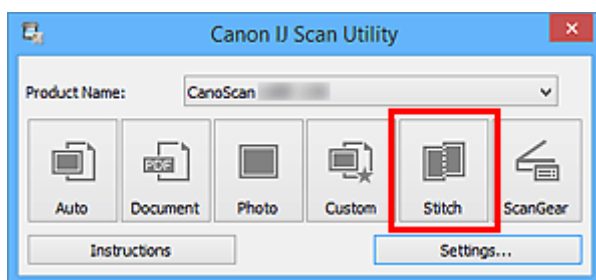 Canon IJ Scan Utility
Product Name: CanoScan
PDF
Auto Document Photo Custom Stitch ScanGear
Instructions Settings...